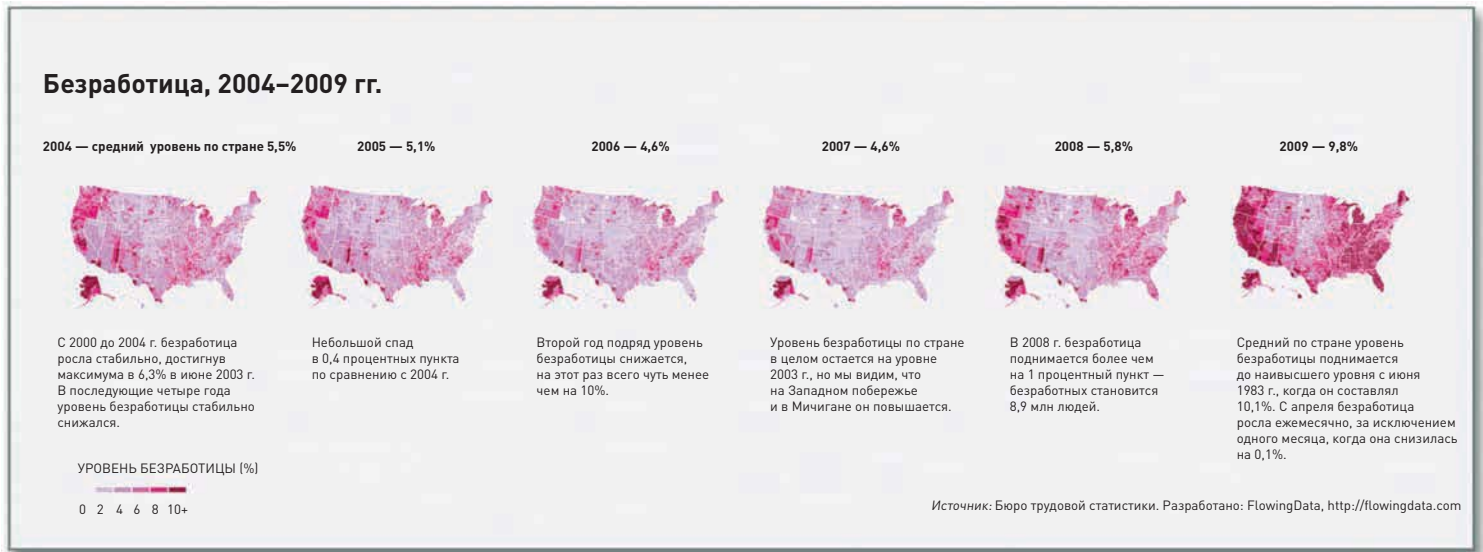 Безработица, 2004–2009 гг.
2004 — средний уровень по стране 5,5%
2005 — 5,1%
2006 — 4,6%
2007 — 4,6%
2008 — 5,8%
2009 — 9,8%
С 2000 до 2004 г. безработица
росла стабильно, достигнув
максимума в 6,3% в июне 2003 г.
В последующие четыре года
уровень безработицы стабильно
снижался.
Небольшой спад
в 0,4 процентных пункта
по сравнению с 2004 г.
Второй год подряд уровень
безработицы снижается,
на этот раз всего чуть менее
чем на 10%.
Уровень безработицы по стране
в целом остается на уровне
2003 г., но мы видим, что
на Западном побережье
и в Мичигане он повышается.
В 2008 г. безработица
поднимается более чем
на 1 процентный пункт —
безработных становится
8,9 млн людей.
Средний по стране уровень
безработицы поднимается
до наивысшего уровня с июня
1983 г., когда он составлял
10,1%. С апреля безработица
росла ежемесячно, за исключением
одного месяца, когда она снизилась
на 0,1%.
УРОВЕНЬ БЕЗРАБОТИЦЫ (%)
0 2 4 6 8 10+
Источник: Бюро трудовой статистики. Разработано: FlowingData, http://flowingdata.com